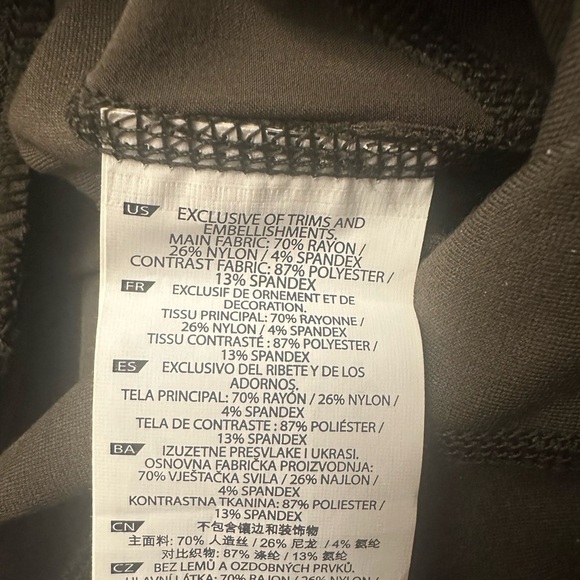 US EXCLUSIVE OF TRIMS AND
EMBELLISHMENTS.
MAIN FABRIC: 70% RAYON /
26% NYLON / 4% SPANDEX
CONTRAST FABRIC: 87% POLYESTER /
13% SPANDEX
FR EXCLUSIF DE ORNEMENT ET DE
DECORATION.
TISSU PRINCIPAL: 70% RAYONNE /
26% NYLON / 4% SPANDEX
TISSU CONTRASTÉ : 87% POLYESTER /
13% SPANDEX
ES EXCLUSIVO DEL RIBETE Y DE LOS
ADORNOS.
TELA PRINCIPAL: 70% RAYÓN / 26% NYLON /
4% SPANDEX
TELA DE CONTRASTE : 87% POLIÉSTER /
13% SPANDEX
BA IZUZETNE PRESVLAKE I UKRASI.
OSNOVNA FABRIČKA PROIZVODNJA:
70% VJEŠTAČKA SVILA / 26% NAJLON /
4% SPANDEX
KONTRASTNA TKANINA: 87% POLIESTER /
13% SPANDEX
CN 不包含镶边和装饰物
主面料: 70% 人造丝 / 26% 尼龙 / 4% 氨纶
对比织物: 87% 涤纶 / 13% 氨纶
CZ BEZ LEMŮ A OZDOBNÝCH PRVKŮ.
HLAVNÍ LÁTKA: 70% RAJON / 26% NYLON /